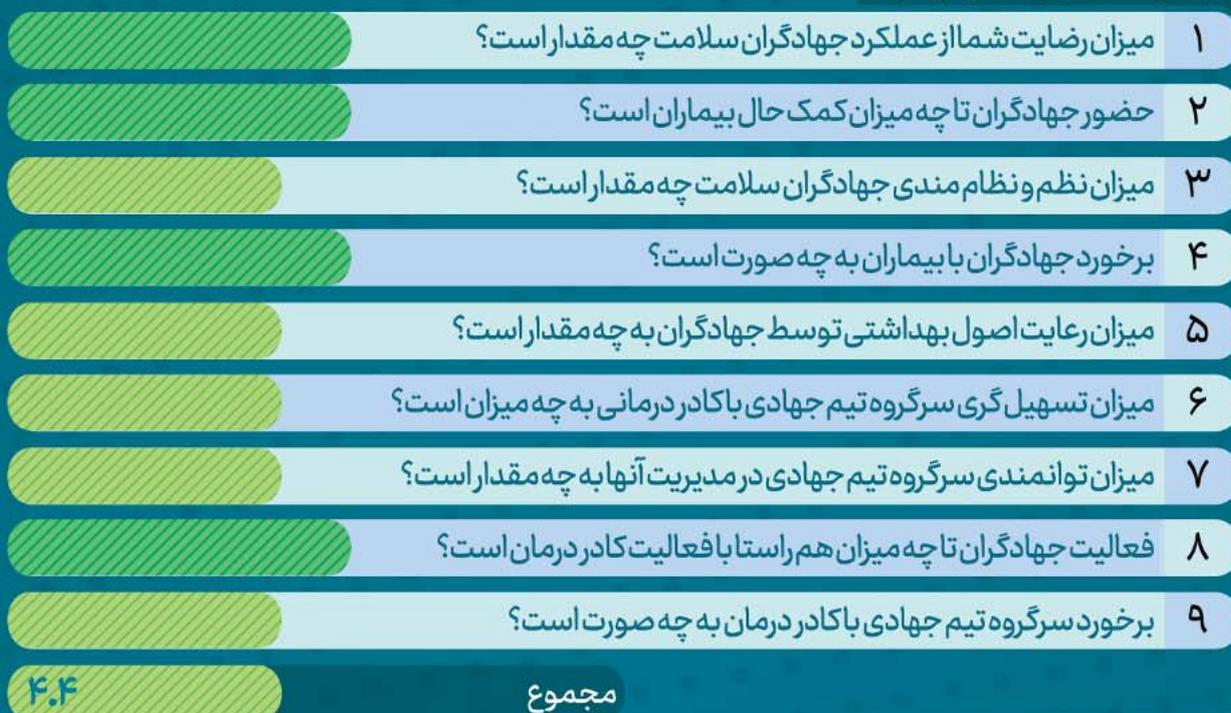 ۱ میزان رضایت شما از عملکرد جهادگران سلامت چه مقدار است؟
۲ حضور جهادگران تا چه میزان کمک حال بیماران است؟
۳ میزان نظم و نظام مندی جهادگران سلامت چه مقدار است؟
۴ برخورد جهادگران با بیماران به چه صورت است؟
۵ میزان رعایت اصول بهداشتی توسط جهادگران به چه مقدار است؟
۶ میزان تسهیل گری سرگروه تیم جهادی با کادر درمانی به چه میزان است؟
۷ میزان توانمندی سرگروه تیم جهادی در مدیریت آنها به چه مقدار است؟
۸ فعالیت جهادگران تا چه میزان هم راستا با فعالیت کادر درمان است؟
۹ برخورد سرگروه تیم جهادی با کادر درمان به چه صورت است؟
مجموع ۴.۴